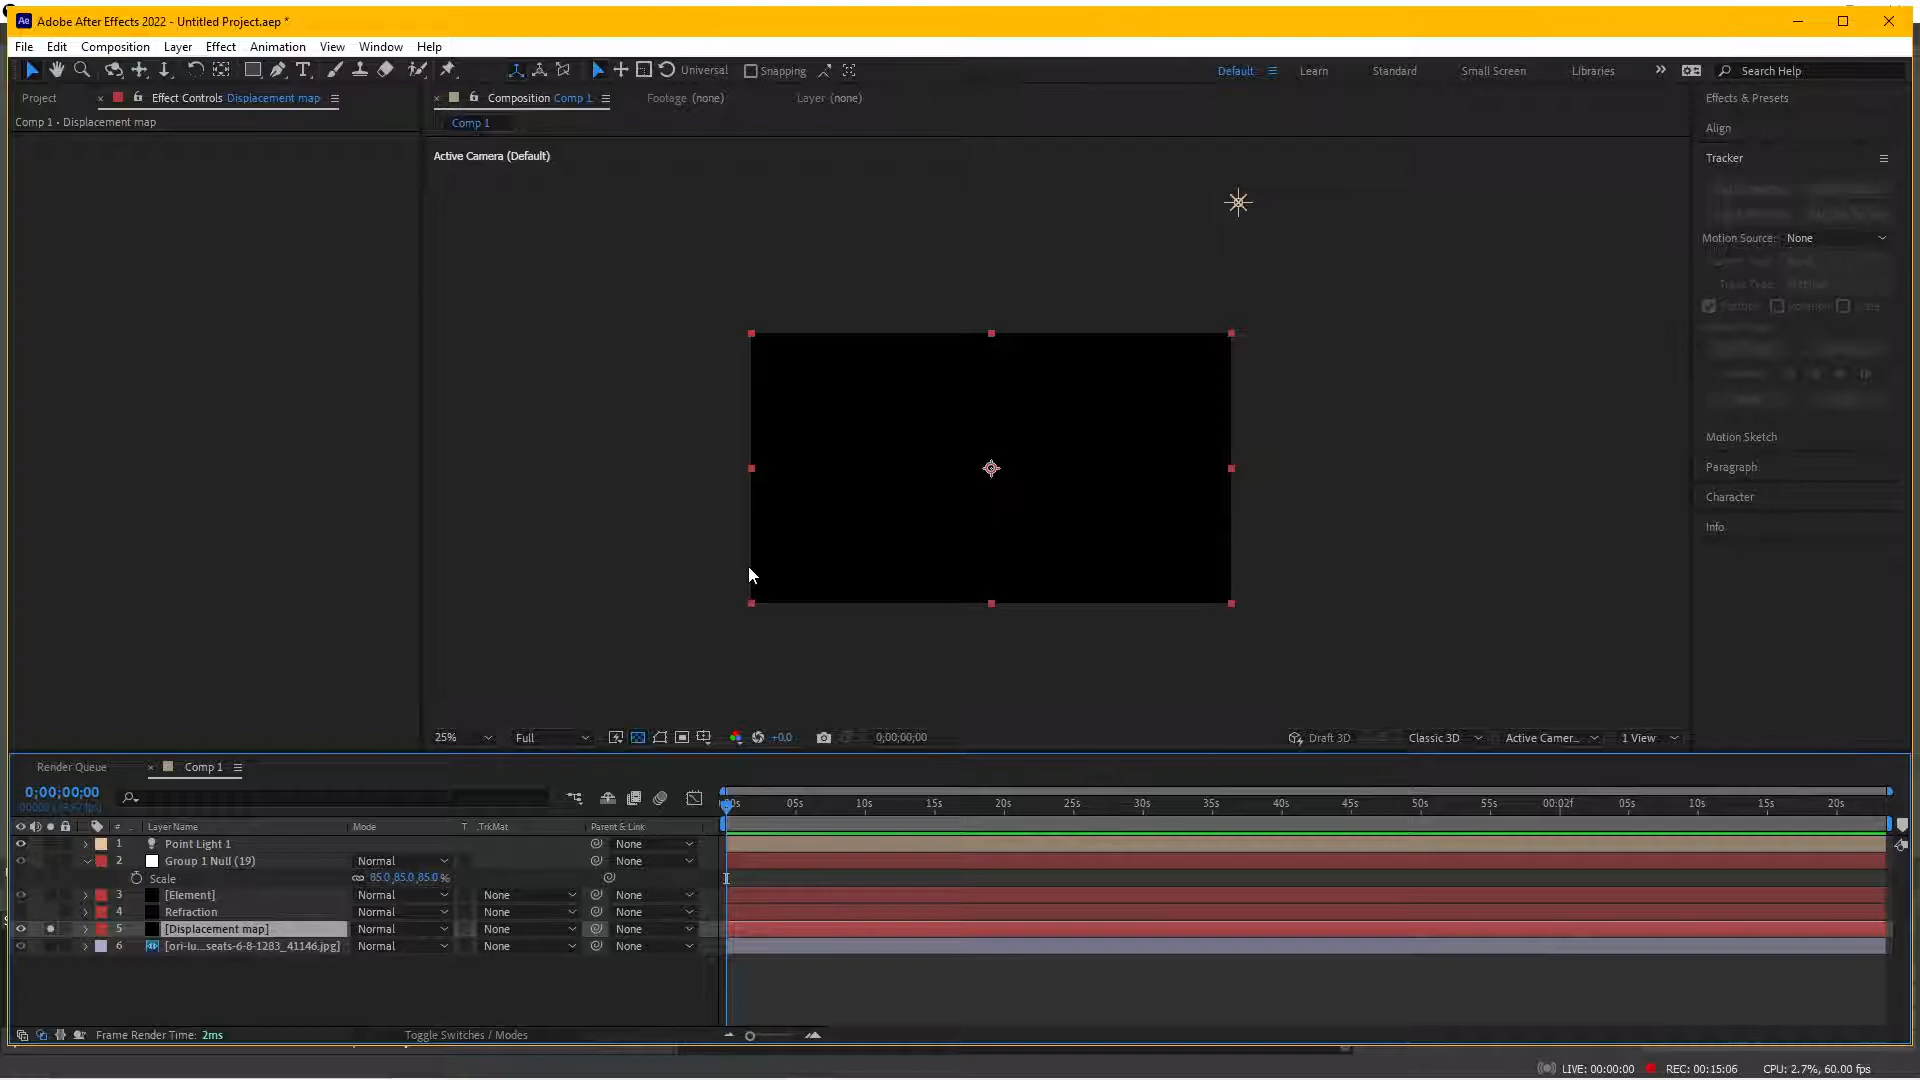 Ae Adobe After Effects 2022 - Untitled Project.aep *
File Edit Composition Layer Effect Animation View Window Help
Universal Snapping Default Learn Standard Small Screen Libraries Search Help
Project Effect Controls Displacement map Composition Comp 1 Footage (none) Layer (none) Effects & Presets
Comp 1 • Displacement map
Comp 1
Align
Active Camera (Default)
Tracker
Motion Source: None
Motion Sketch
Paragraph
Character
Info
25% Full +0.0 0;00;00;00 Draft 3D Classic 3D Active Camer... 1 View
Render Queue Comp 1
0;00;00;00
05s 10s 15s 20s 25s 30s 35s 40s 45s 50s 55s 00:02f 05s 10s 15s 20s
# Layer Name Mode T .TrkMat Parent & Link
1 Point Light 1 None
2 Group 1 Null (19) Normal None
Scale 85.0,85.0,85.0%
3 [Element] Normal None None
4 Refraction Normal None None
5 [Displacement map] Normal None None
6 [ori-lu...seats-6-8-1283_41146.jpg] Normal None None
Frame Render Time: 2ms Toggle Switches / Modes
LIVE: 00:00:00 REC: 00:15:06 CPU: 2.7%, 60.00 fps